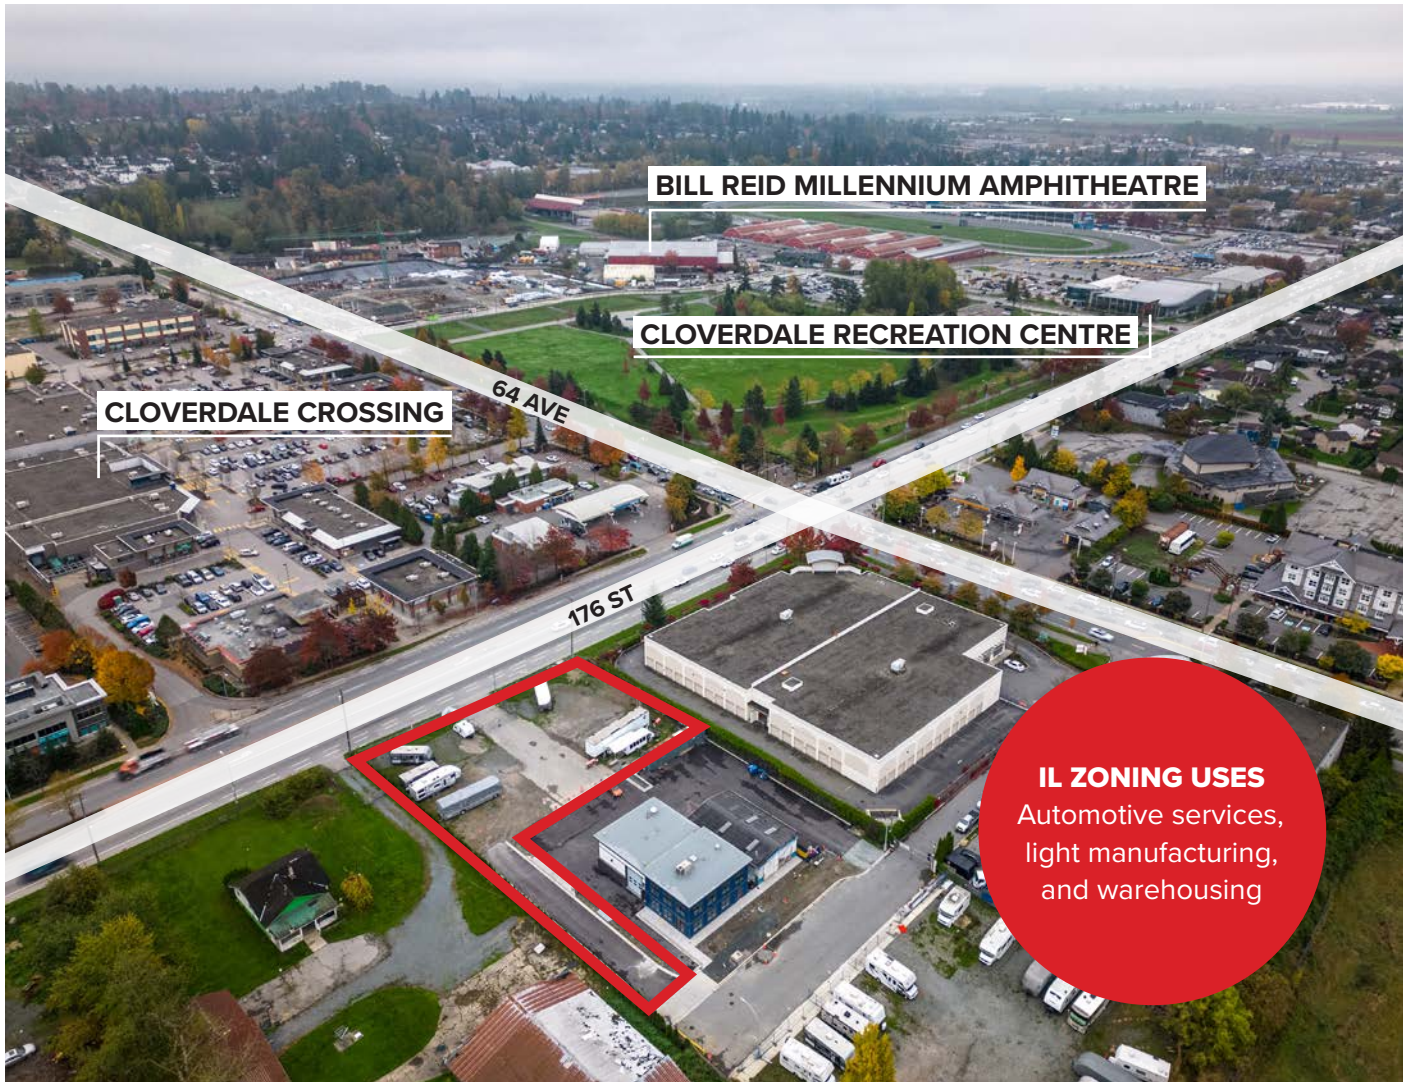 BILL REID MILLENNIUM AMPHITHEATRE
CLOVERDALE RECREATION CENTRE
64 AVE
CLOVERDALE CROSSING
176 ST
IL ZONING USES
Automotive services,
light manufacturing,
and warehousing